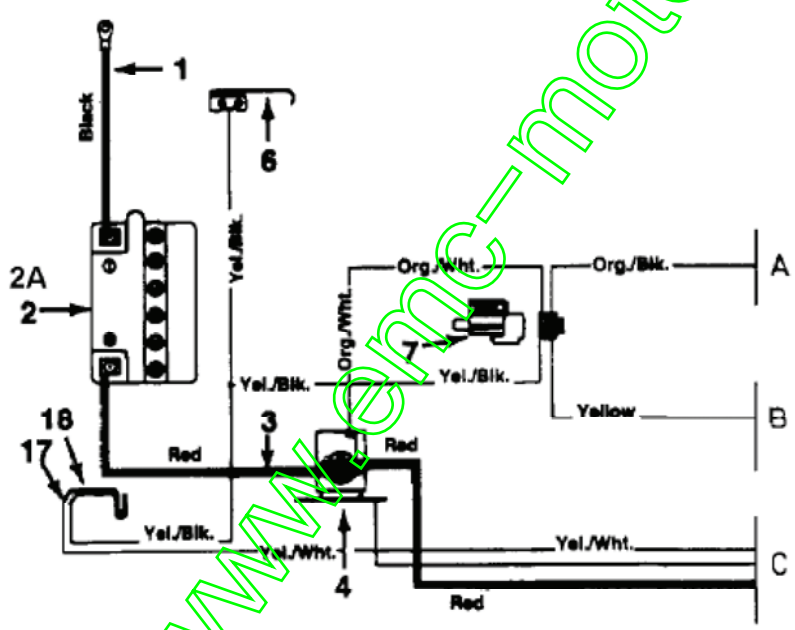 1
Black
6
Yel./Blk.
2A
2
Org./Wht.
Org./Blk.
A
Org./Wht.
7
Yel./Blk.
Yel./Blk.
Yellow
B
18
3
17
Red
Red
Yel./Blk.
Yel./Wht.
Yel./Wht.
C
4
Red
www.emc-moto